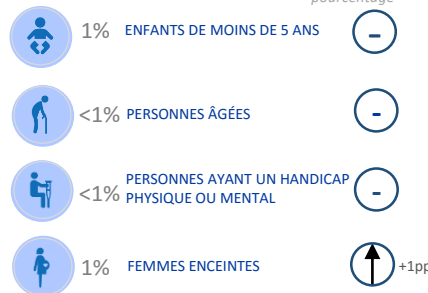 pourcentage
1% ENFANTS DE MOINS DE 5 ANS -
<1% PERSONNES ÂGÉES -
<1% PERSONNES AYANT UN HANDICAP
PHYSIQUE OU MENTAL -
1% FEMMES ENCEINTES +1pp